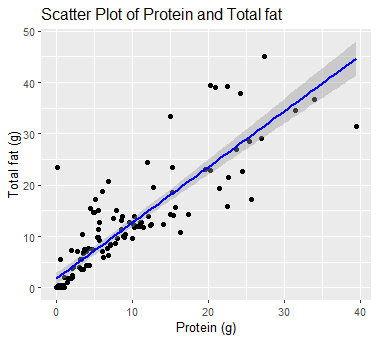 Scatter Plot of Protein and Total fat
50
40
30
20
10
0
Total fat (g)
0 10 20 30 40
Protein (g)